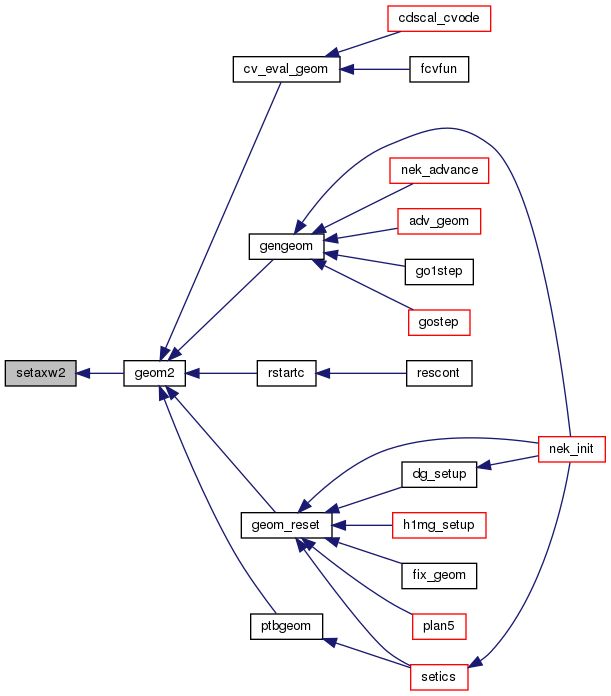 cdscal_cvode
cv_eval_geom
fcvfun
nek_advance
adv_geom
gengeom
go1step
gostep
setaxw2
geom2
rstartc
rescont
nek_init
dg_setup
geom_reset
h1mg_setup
fix_geom
ptbgeom
plan5
setics